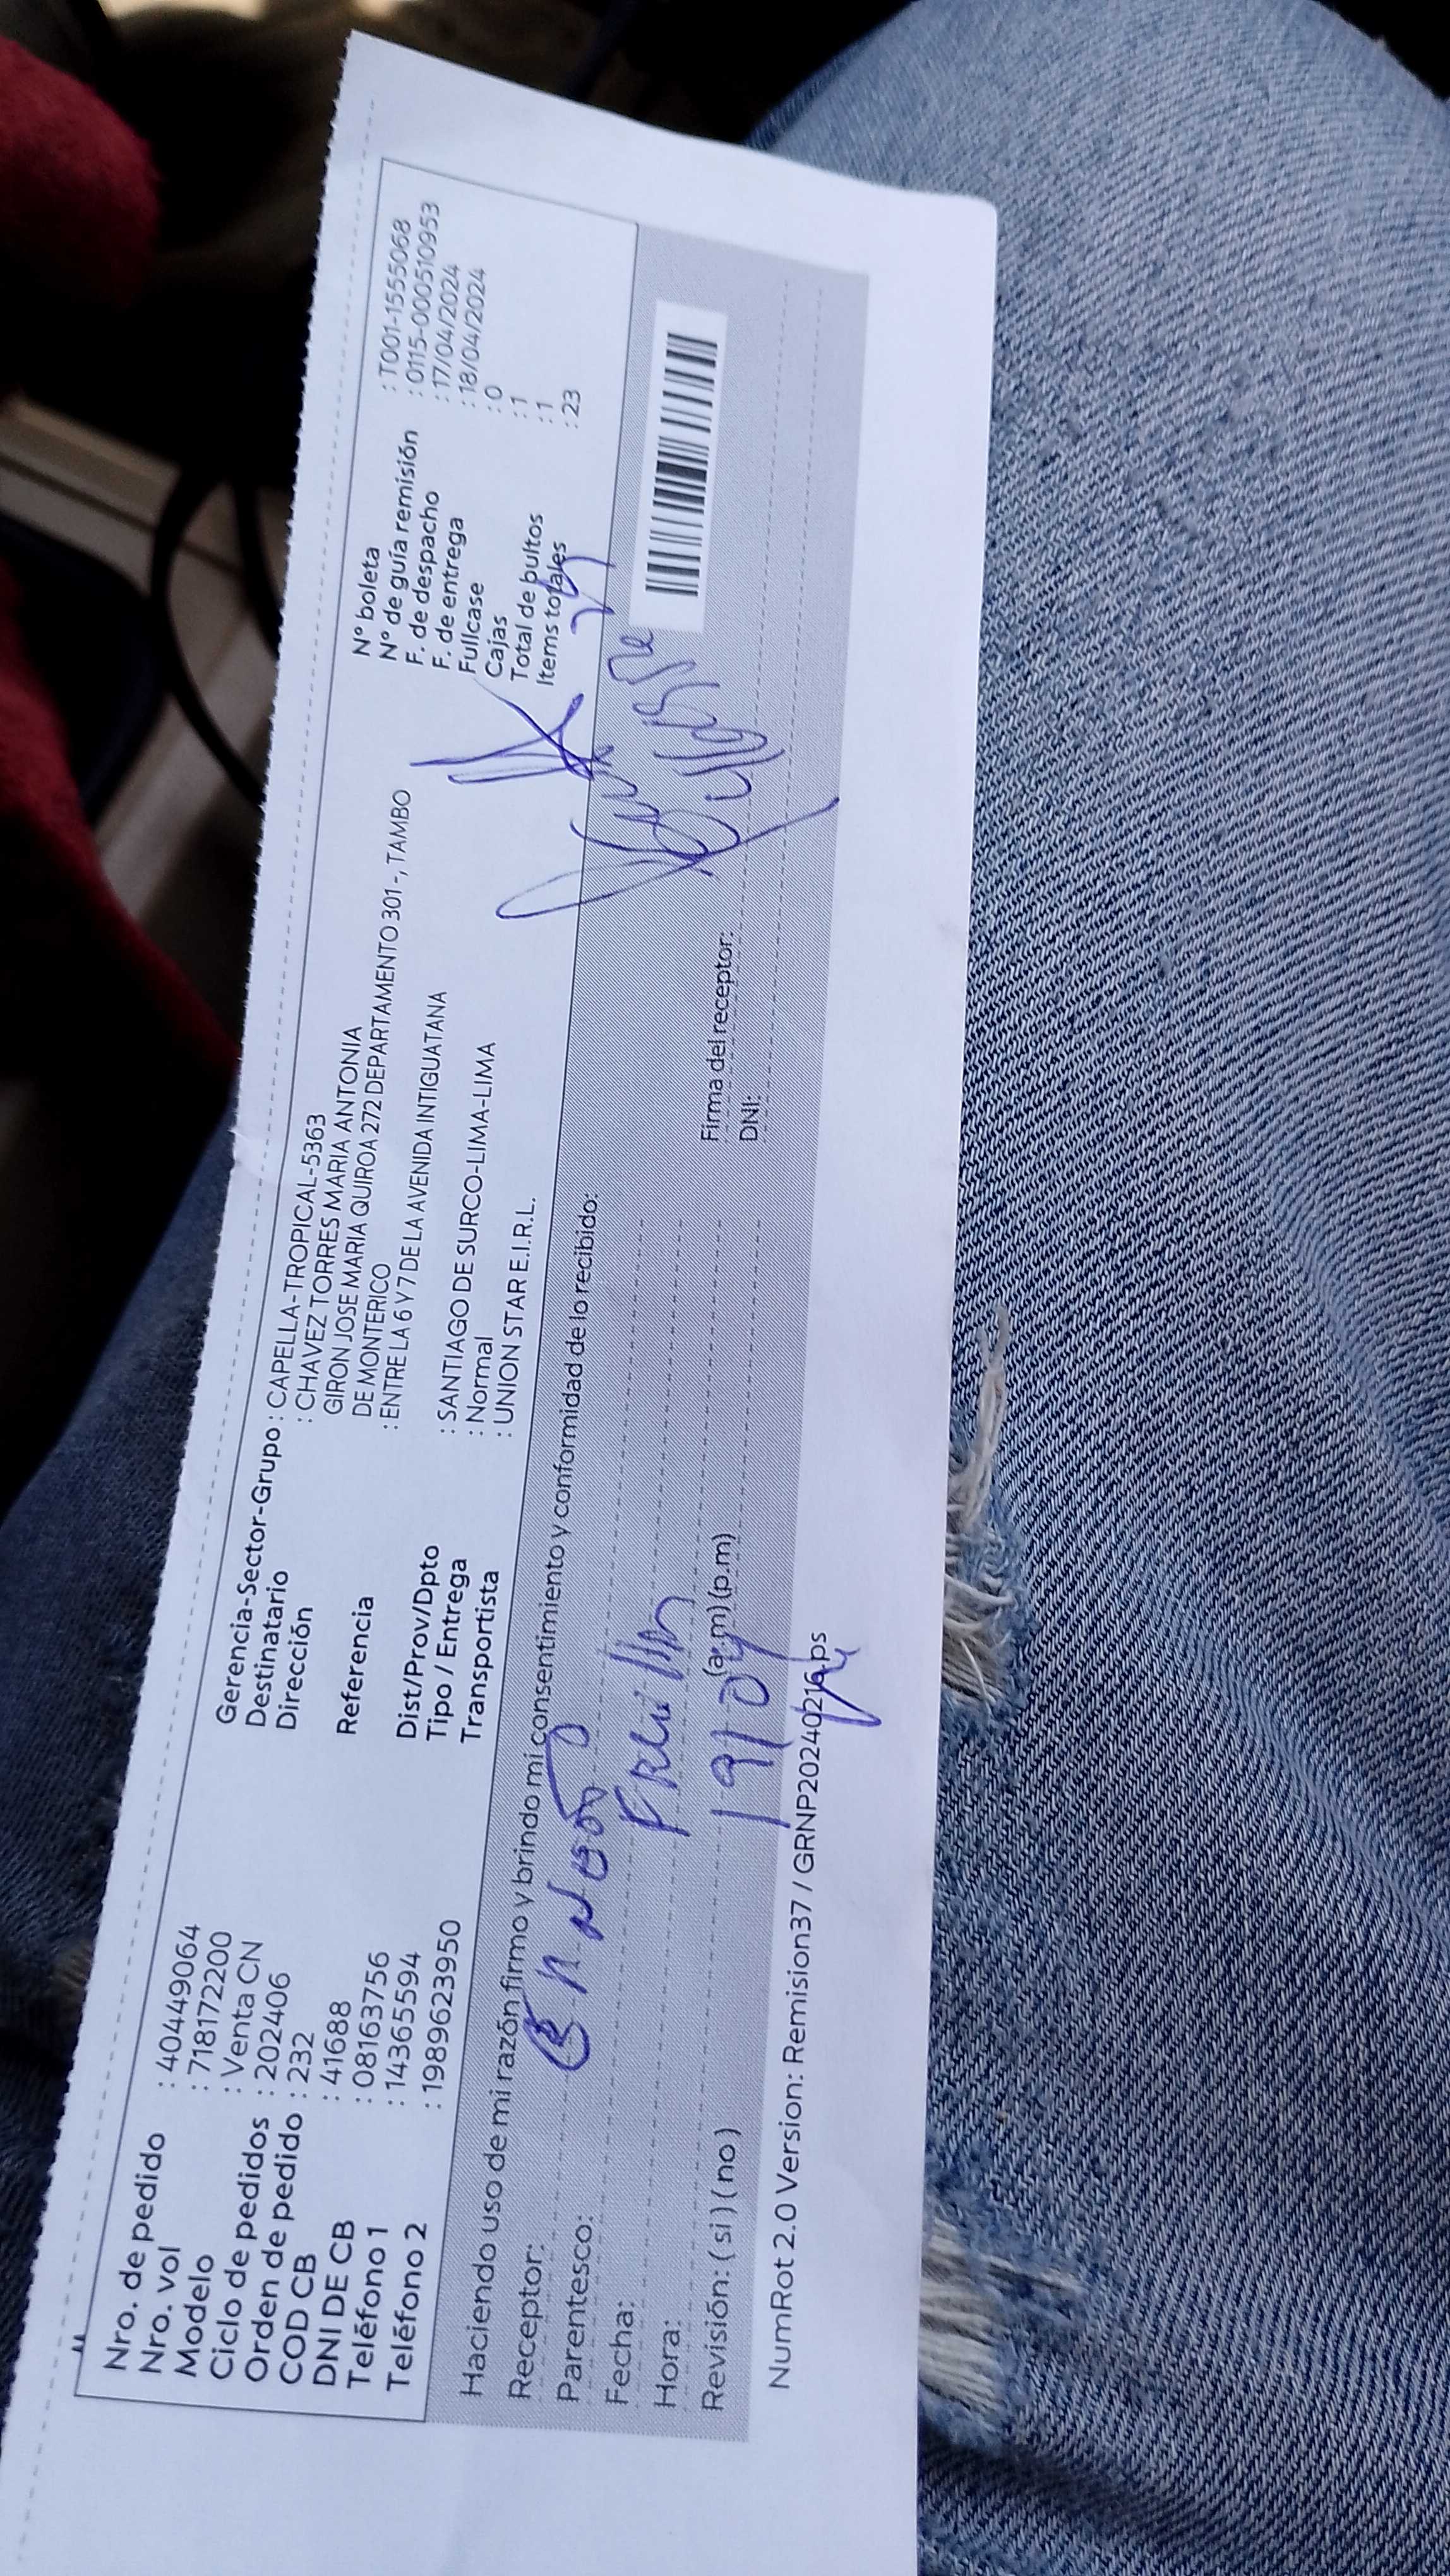 Nro. de pedido : 404449064
Nro. vol : 718172200
Modelo : Venta CN
Ciclo de pedidos : 202406
Orden de pedido : 232
COD CB : 41688
DNI DE CB : 08163756
Teléfono 1 : 14365594
Teléfono 2 : 1989623950
Gerencia-Sector-Grupo : CAPELLA-TROPICAL-5363
Destinatario : CHAVEZ TORRES MARIA ANTONIA
Dirección GIRON JOSE MARIA QUIROA 272 DEPARTAMENTO 301 -, TAMBO
DE MONTERICO
Referencia : ENTRE LA 6 Y 7 DE LA AVENIDA INTIGUATANA
Dist/Prov/Dpto : SANTIAGO DE SURCO-LIMA-LIMA
Tipo / Entrega : Normal
Transportista : UNION STAR E.I.R.L.
N° boleta : T001-1555068
N° de guía remisión : 0115-000510953
F. de despacho : 17/04/2024
F. de entrega : 18/04/2024
Fullcase : 0
Cajas : 1
Total de bultos : 1
Items totales : 23
Haciendo uso de mi razón firmo y brindo mi consentimiento y conformidad de lo recibido:
Receptor:
Parentesco:
Fecha:
Hora: (a.m) (p.m)
Revisión: ( si ) ( no )
Firma del receptor:
DNI:
NumRot 2.0 Version: Remision37 / GRNP20240216.ps